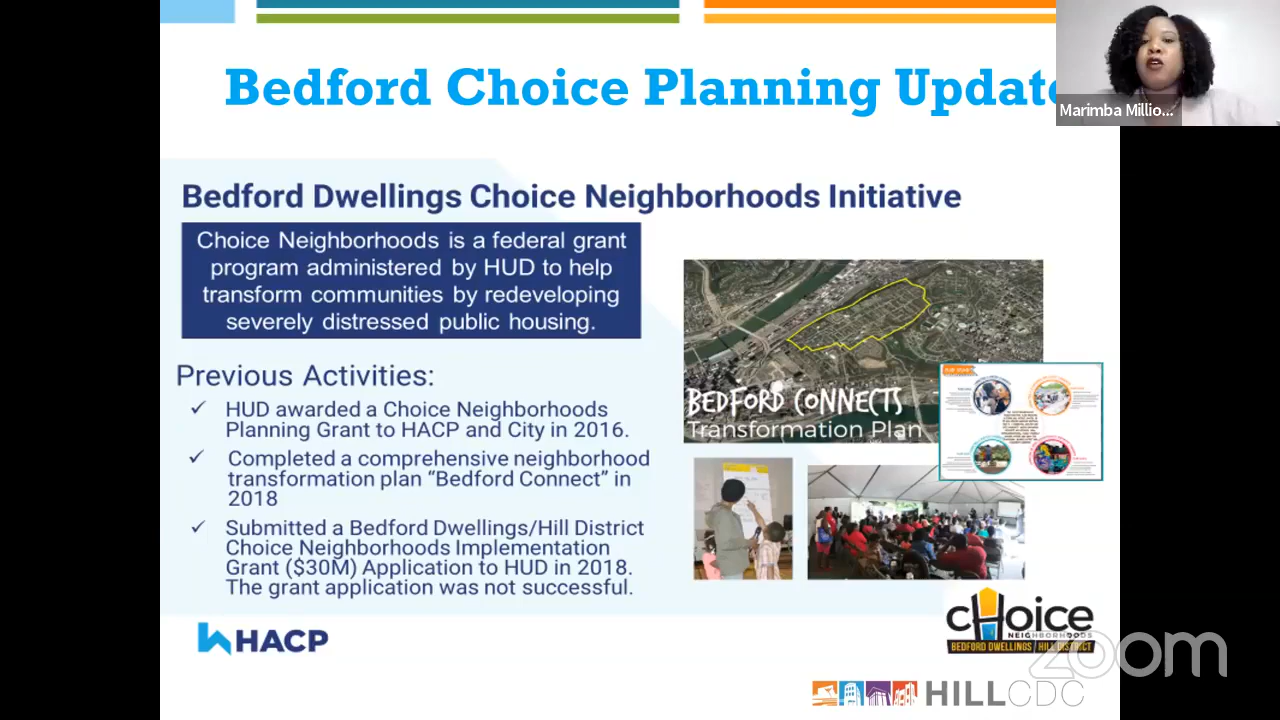 Bedford Choice Planning Updat
Marimba Millio...
Bedford Dwellings Choice Neighborhoods Initiative
Choice Neighborhoods is a federal grant
program administered by HUD to help
transform communities by redeveloping
severely distressed public housing.
Previous Activities:
✓ HUD awarded a Choice Neighborhoods
Planning Grant to HACP and City in 2016.
✓ Completed a comprehensive neighborhood
transformation plan “Bedford Connect” in
2018
✓ Submitted a Bedford Dwellings/Hill District
Choice Neighborhoods Implementation
Grant ($30M) Application to HUD in 2018.
The grant application was not successful.
BEDFORD CONNECTS
Transformation Plan
HACP
cHoice
NEIGHBORHOODS
BEDFORD DWELLINGS / HILL DISTRICT
zoom
HILLCDC